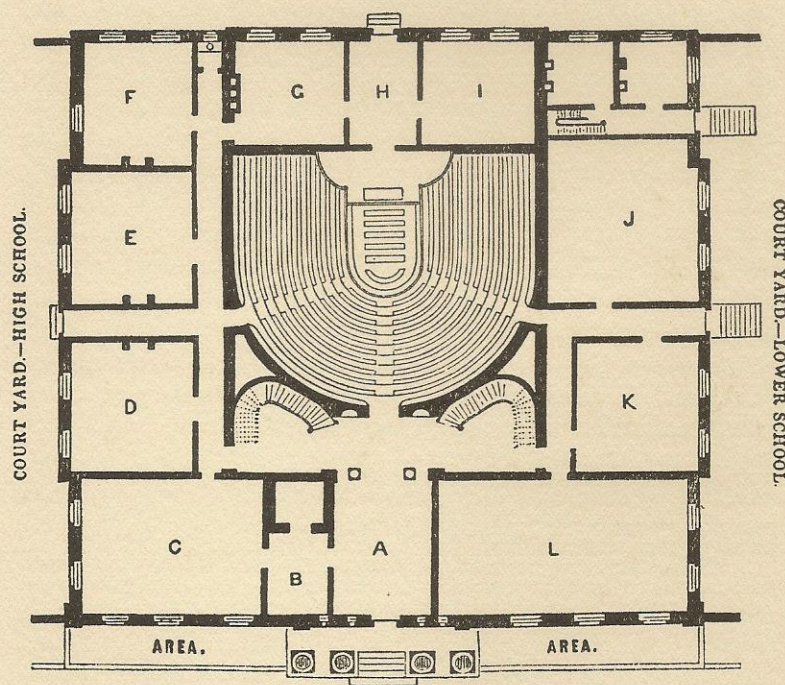 F
G
H
I
E
J
D
K
C
B
A
L
AREA.
AREA.
COURT YARD.—HIGH SCHOOL.
COURT YARD.—LOWER SCHOOL.